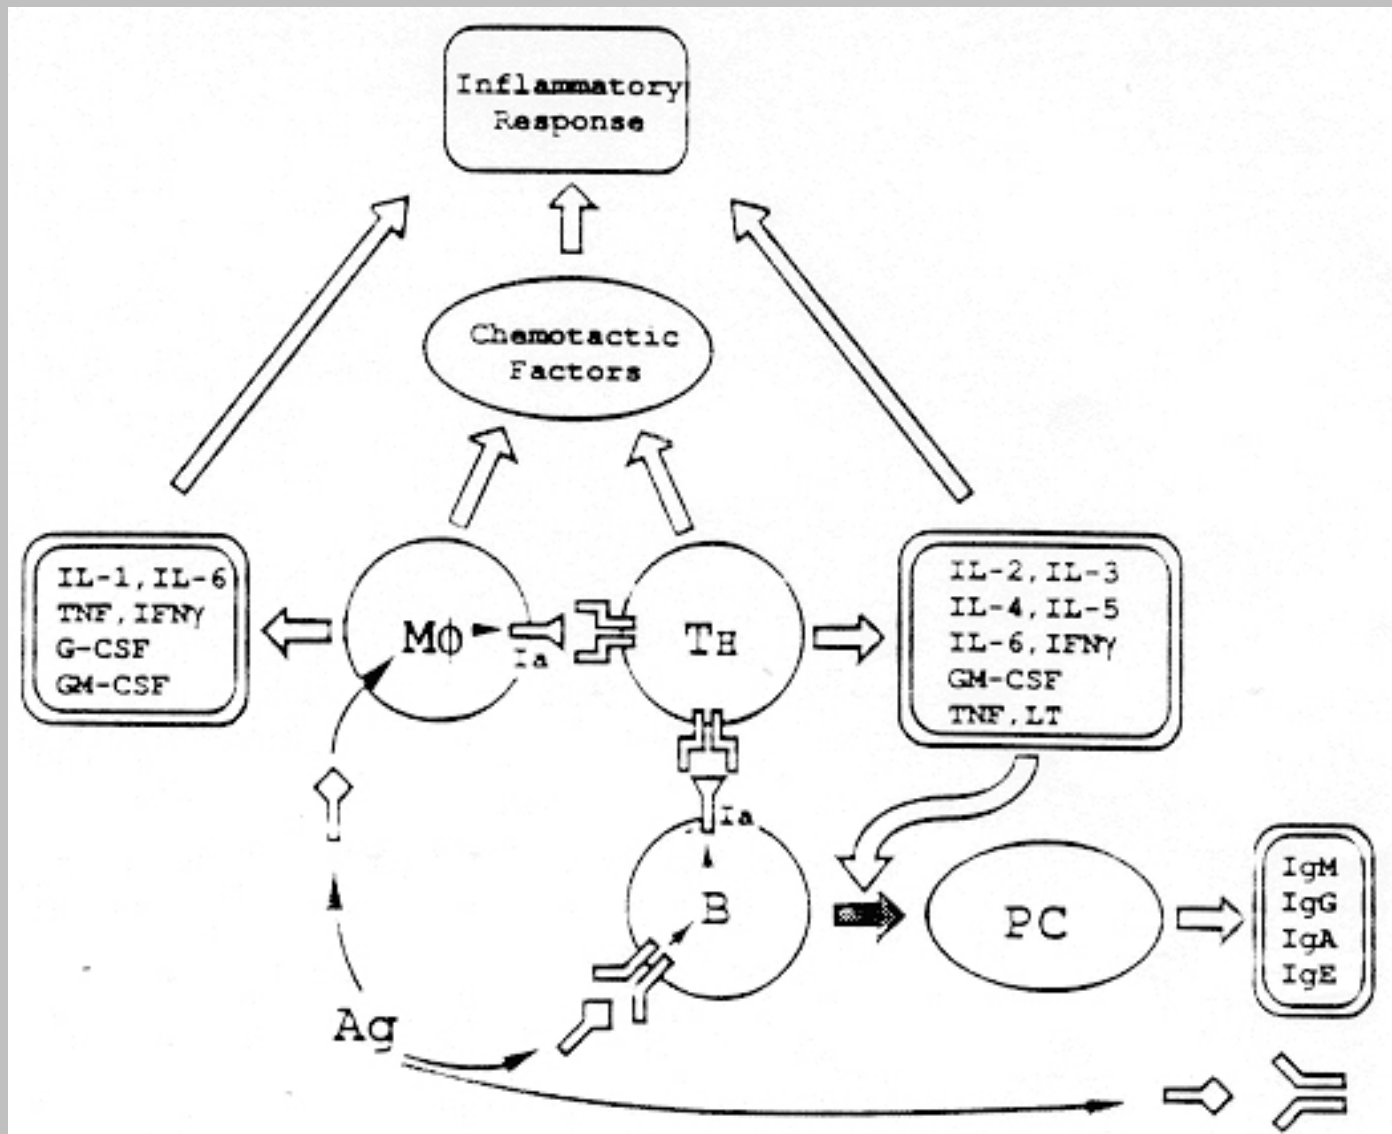 Inflammatory
Response
Chemotactic
Factors
IL-1, IL-6
TNF, IFNγ
G-CSF
GM-CSF
Mϕ
Ia
TH
IL-2, IL-3
IL-4, IL-5
IL-6, IFNγ
GM-CSF
TNF, LT
Ia
B
PC
IgM
IgG
IgA
IgE
Ag